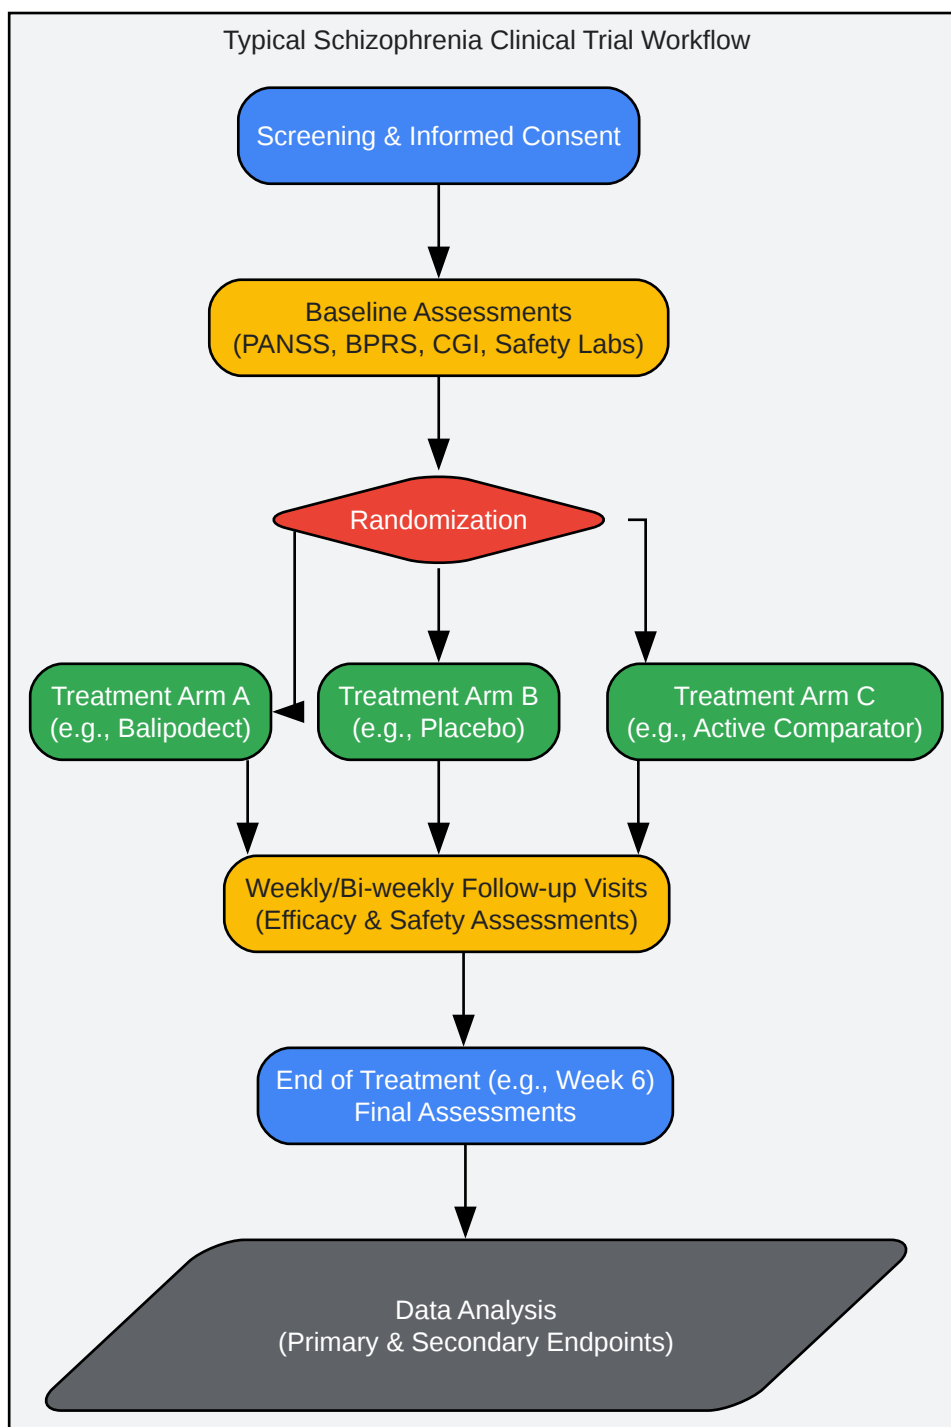 Typical Schizophrenia Clinical Trial Workflow
Screening & Informed Consent
Baseline Assessments
(PANSS, BPRS, CGI, Safety Labs)
Randomization
Treatment Arm A
(e.g., Balipodect)
Treatment Arm B
(e.g., Placebo)
Treatment Arm C
(e.g., Active Comparator)
Weekly/Bi-weekly Follow-up Visits
(Efficacy & Safety Assessments)
End of Treatment (e.g., Week 6)
Final Assessments
Data Analysis
(Primary & Secondary Endpoints)